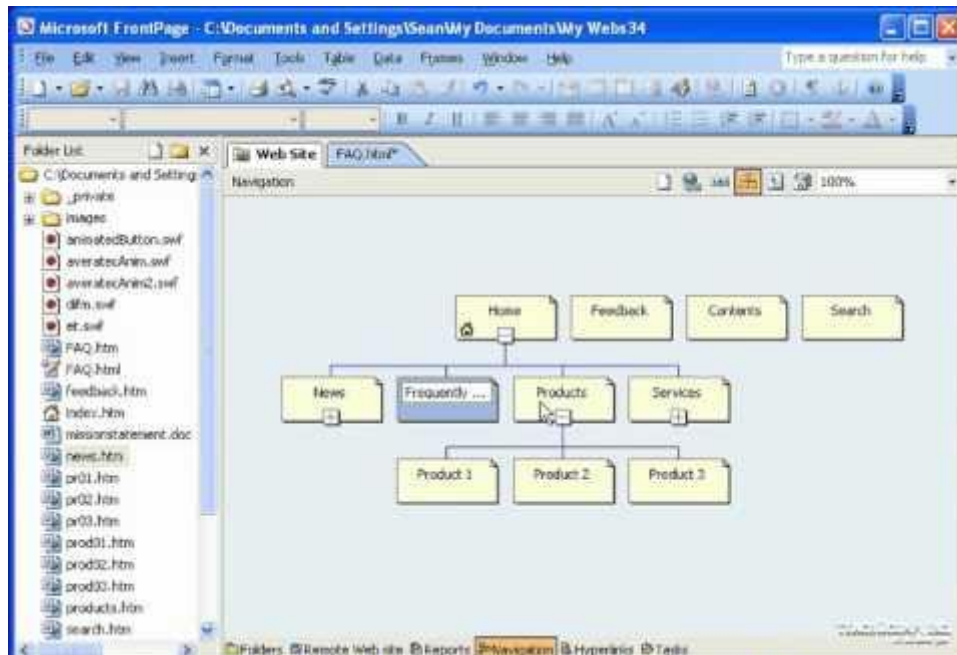 Microsoft FrontPage - C:\Documents and Settings\Sean\My Documents\My Webs34
File Edit View Insert Format Tools Table Data Frames Window Help
Type a question for help
Folder List
Web Site FAQ.html*
C:\Documents and Setting
Navigation
100%
_private
images
animatedButton.swf
averatecAnim.swf
averatecAnim2.swf
difm.swf
et.swf
FAQ.htm
FAQ.html
feedback.htm
index.htm
missionstatement.doc
news.htm
pr01.htm
pr02.htm
pr03.htm
prod01.htm
prod02.htm
prod03.htm
products.htm
search.htm
Home Feedback Contents Search
News Frequently ... Products Services
Product 1 Product 2 Product 3
Folders Remote Web site Reports Navigation Hyperlinks Tasks